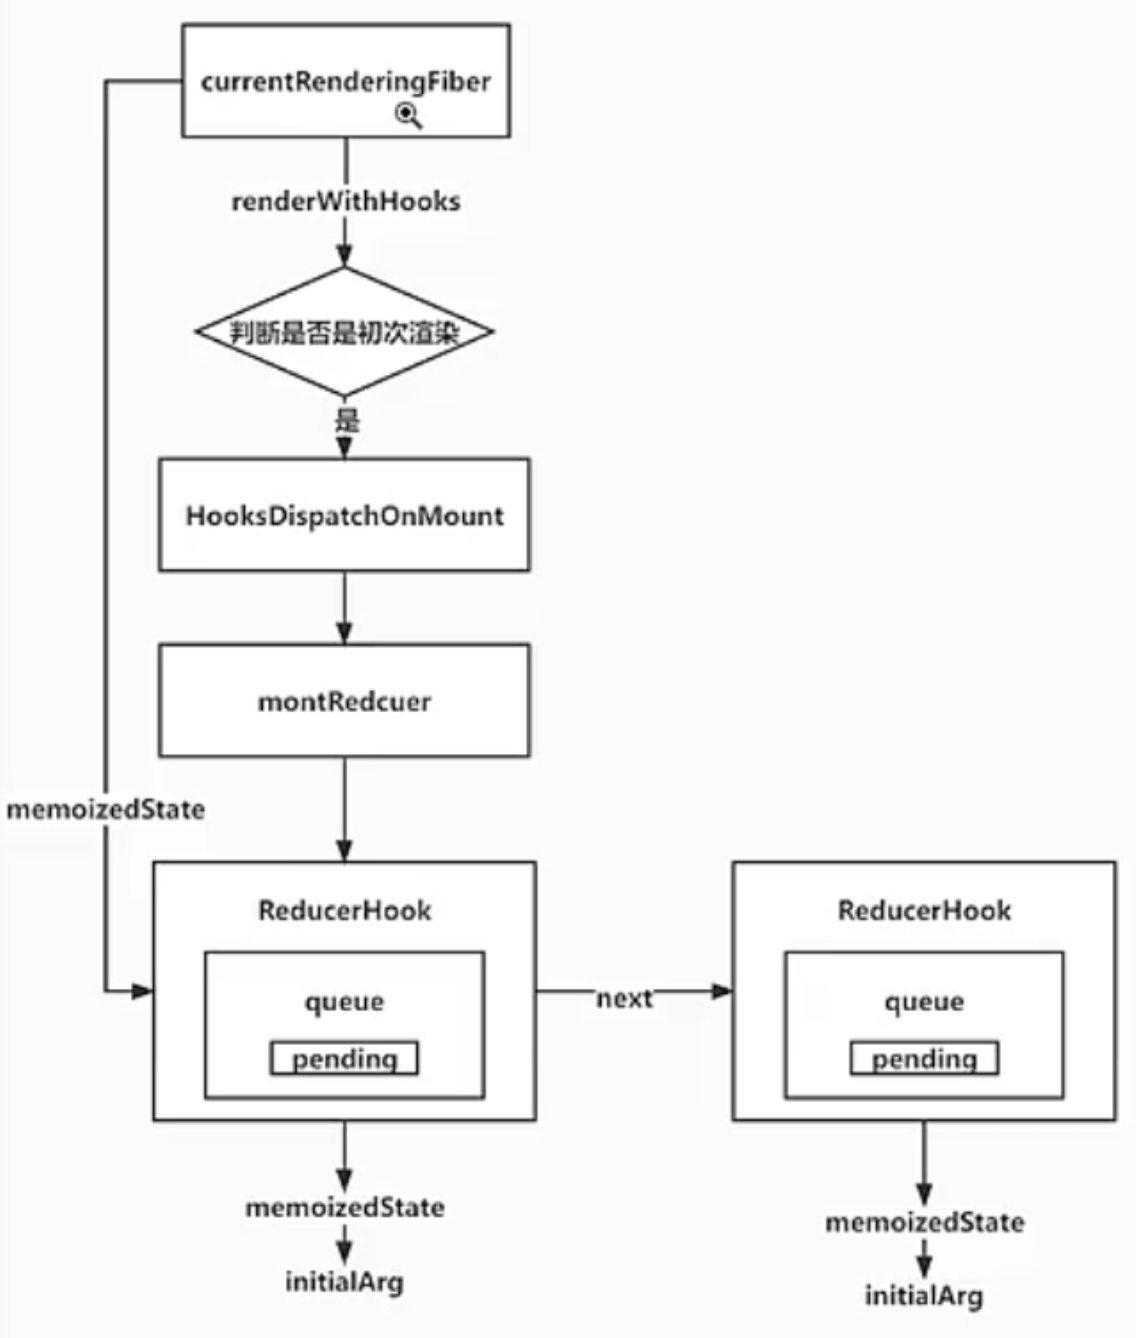 currentRenderingFiber
renderWithHooks
判断是否是初次渲染
是
HooksDispatchOnMount
montRedcuer
memoizedState
ReducerHook
queue
pending
next
ReducerHook
queue
pending
memoizedState
initialArg
memoizedState
initialArg